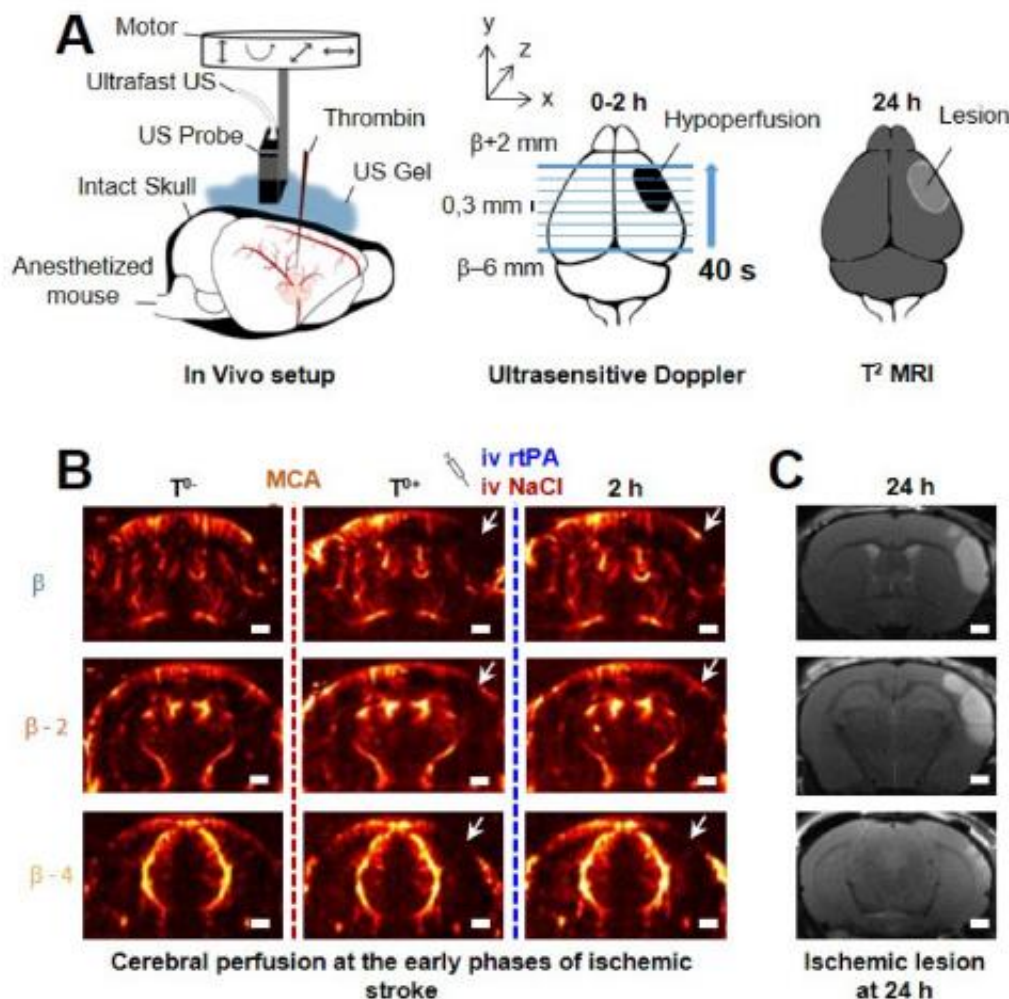 A
Motor
Ultrafast US
US Probe
Thrombin
US Gel
Intact Skull
Anesthetized
mouse
In Vivo setup
y
z
x
0-2 h
β+2 mm
Hypoperfusion
0,3 mm
β–6 mm
40 s
Ultrasensitive Doppler
24 h
Lesion
T² MRI
B
T⁰⁻
MCA
T⁰⁺
iv rtPA
iv NaCl
2 h
β
β - 2
β - 4
Cerebral perfusion at the early phases of ischemic
stroke
C
24 h
Ischemic lesion
at 24 h